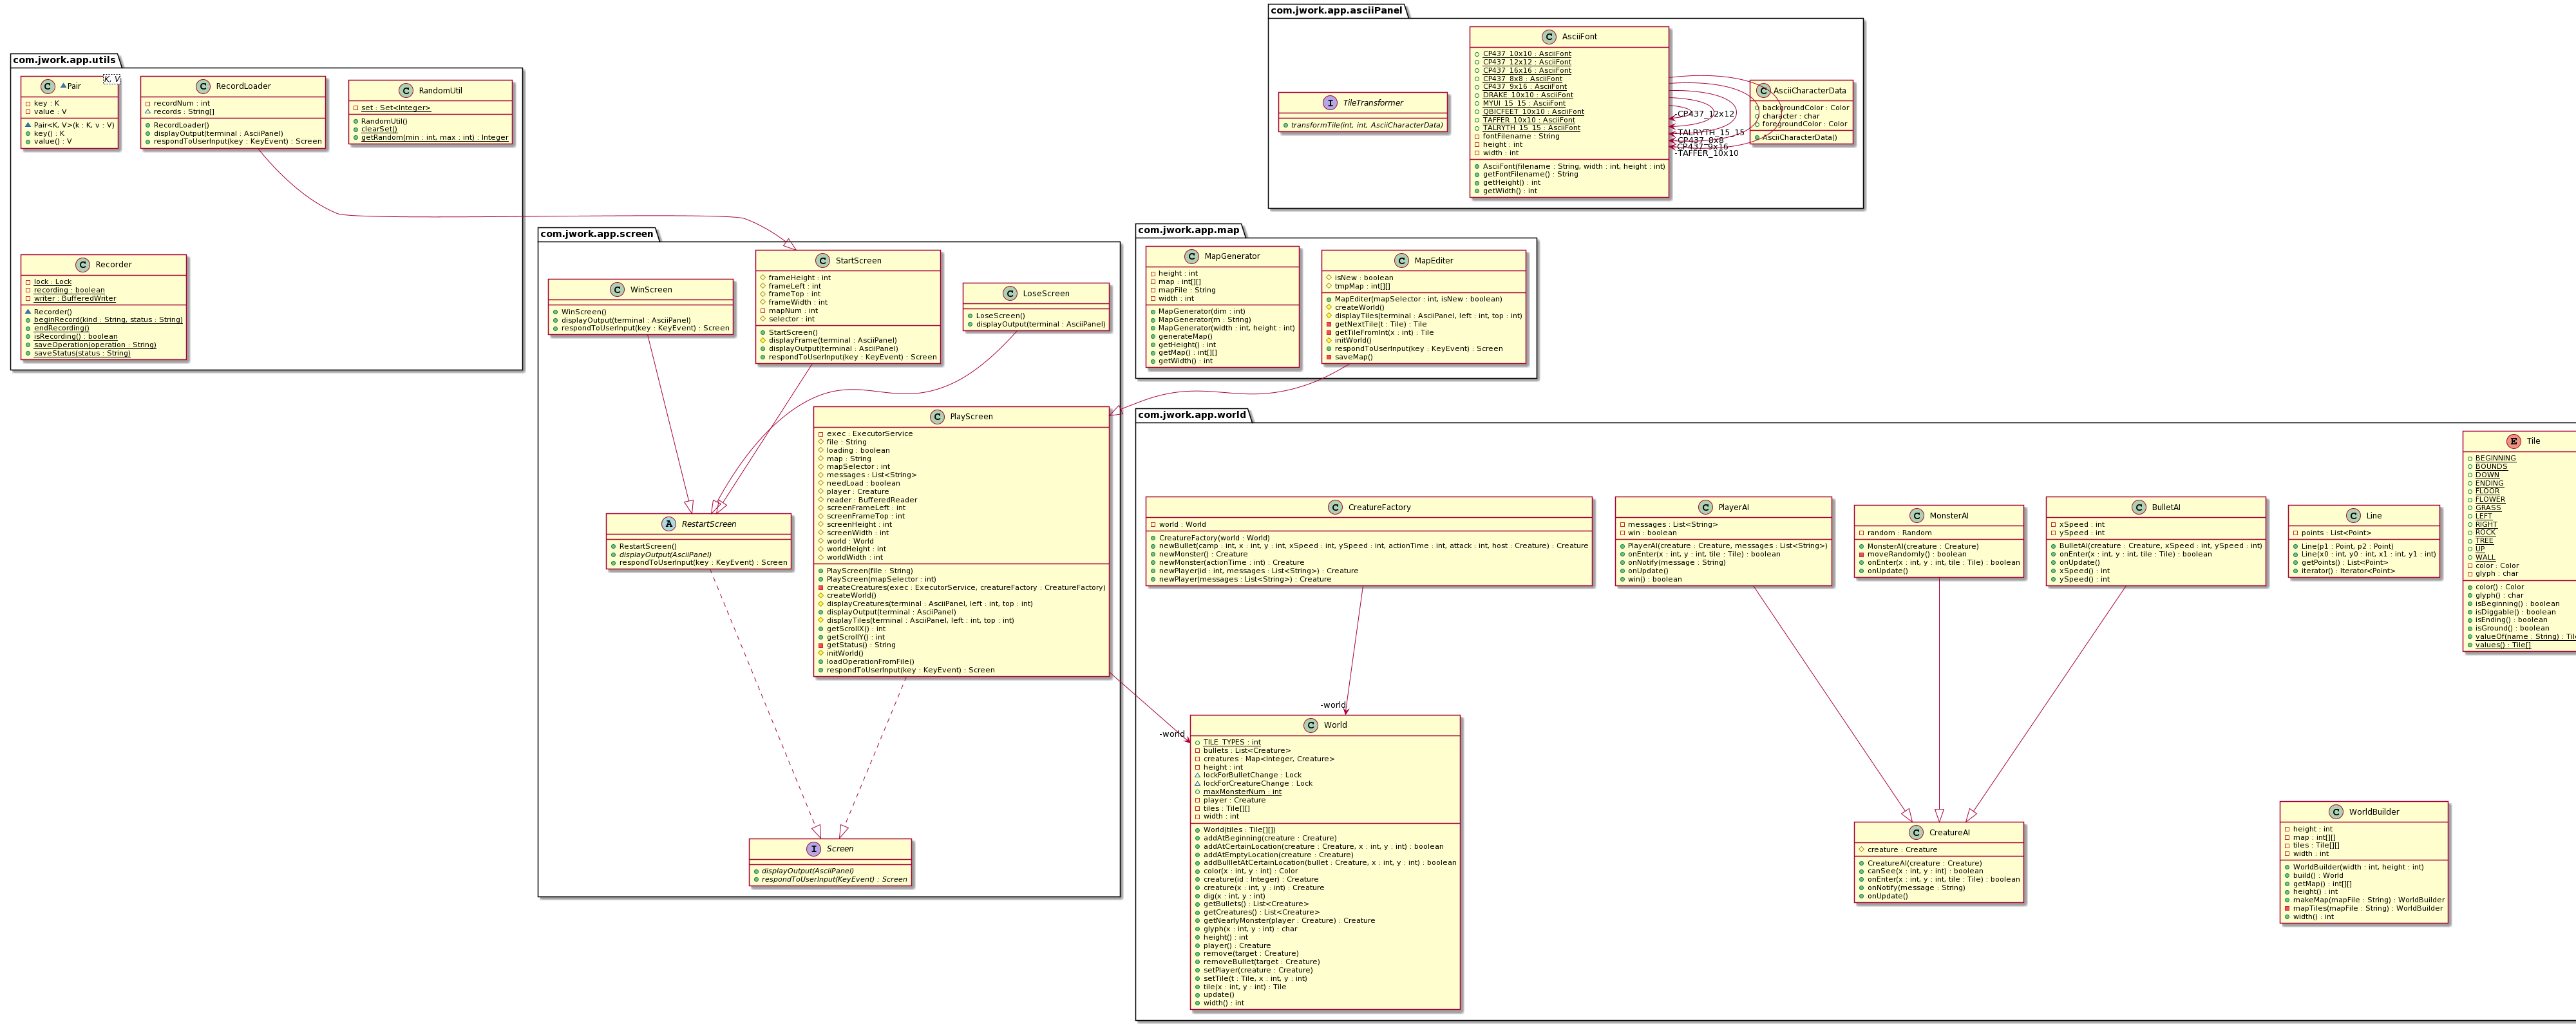 com.jwork.app.utils
C Pair
K, V
key : K
value : V
Pair<K, V>(k : K, v : V)
key() : K
value() : V
C RecordLoader
recordNum : int
records : String[]
RecordLoader()
displayOutput(terminal : AsciiPanel)
respondToUserInput(key : KeyEvent) : Screen
C RandomUtil
set : Set<Integer>
RandomUtil()
clearSet()
getRandom(min : int, max : int) : Integer
C Recorder
lock : Lock
recording : boolean
writer : BufferedWriter
Recorder()
beginRecord(kind : String, status : String)
endRecording()
isRecording() : boolean
saveOperation(operation : String)
saveStatus(status : String)
com.jwork.app.asciiPanel
I TileTransformer
transformTile(int, int, AsciiCharacterData)
C AsciiFont
CP437_10x10 : AsciiFont
CP437_12x12 : AsciiFont
CP437_16x16 : AsciiFont
CP437_8x8 : AsciiFont
CP437_9x16 : AsciiFont
DRAKE_10x10 : AsciiFont
MYUI_15_15 : AsciiFont
QBICFEET_10x10 : AsciiFont
TAFFER_10x10 : AsciiFont
TALRYTH_15_15 : AsciiFont
fontFilename : String
height : int
width : int
AsciiFont(filename : String, width : int, height : int)
getFontFilename() : String
getHeight() : int
getWidth() : int
-CP437_12x12
-TALRYTH_15_15
-CP437_8x8
-CP437_9x16
-TAFFER_10x10
C AsciiCharacterData
backgroundColor : Color
character : char
foregroundColor : Color
AsciiCharacterData()
com.jwork.app.screen
C WinScreen
WinScreen()
displayOutput(terminal : AsciiPanel)
respondToUserInput(key : KeyEvent) : Screen
C StartScreen
frameHeight : int
frameLeft : int
frameTop : int
frameWidth : int
mapNum : int
selector : int
StartScreen()
displayFrame(terminal : AsciiPanel)
displayOutput(terminal : AsciiPanel)
respondToUserInput(key : KeyEvent) : Screen
C LoseScreen
LoseScreen()
displayOutput(terminal : AsciiPanel)
C PlayScreen
exec : ExecutorService
file : String
loading : boolean
map : String
mapSelector : int
messages : List<String>
needLoad : boolean
player : Creature
reader : BufferedReader
screenFrameLeft : int
screenFrameTop : int
screenHeight : int
screenWidth : int
world : World
worldHeight : int
worldWidth : int
PlayScreen(file : String)
PlayScreen(mapSelector : int)
createCreatures(exec : ExecutorService, creatureFactory : CreatureFactory)
createWorld()
displayCreatures(terminal : AsciiPanel, left : int, top : int)
displayOutput(terminal : AsciiPanel)
displayTiles(terminal : AsciiPanel, left : int, top : int)
getScrollX() : int
getScrollY() : int
getStatus() : String
initWorld()
loadOperationFromFile()
respondToUserInput(key : KeyEvent) : Screen
A RestartScreen
RestartScreen()
displayOutput(AsciiPanel)
respondToUserInput(key : KeyEvent) : Screen
I Screen
displayOutput(AsciiPanel)
respondToUserInput(KeyEvent) : Screen
com.jwork.app.map
C MapGenerator
height : int
map : int[][]
mapFile : String
width : int
MapGenerator(dim : int)
MapGenerator(m : String)
MapGenerator(width : int, height : int)
generateMap()
getHeight() : int
getMap() : int[][]
getWidth() : int
C MapEditer
isNew : boolean
tmpMap : int[][]
MapEditer(mapSelector : int, isNew : boolean)
createWorld()
displayTiles(terminal : AsciiPanel, left : int, top : int)
getNextTile(t : Tile) : Tile
getTileFromInt(x : int) : Tile
initWorld()
respondToUserInput(key : KeyEvent) : Screen
saveMap()
com.jwork.app.world
C CreatureFactory
world : World
CreatureFactory(world : World)
newBullet(camp : int, x : int, y : int, xSpeed : int, ySpeed : int, actionTime : int, attack : int, host : Creature) : Creature
newMonster() : Creature
newMonster(actionTime : int) : Creature
newPlayer(id : int, messages : List<String>) : Creature
newPlayer(messages : List<String>) : Creature
C PlayerAI
messages : List<String>
win : boolean
PlayerAI(creature : Creature, messages : List<String>)
onEnter(x : int, y : int, tile : Tile) : boolean
onNotify(message : String)
onUpdate()
win() : boolean
C MonsterAI
random : Random
MonsterAI(creature : Creature)
moveRandomly() : boolean
onEnter(x : int, y : int, tile : Tile) : boolean
onUpdate()
C BulletAI
xSpeed : int
ySpeed : int
BulletAI(creature : Creature, xSpeed : int, ySpeed : int)
onEnter(x : int, y : int, tile : Tile) : boolean
onUpdate()
xSpeed() : int
ySpeed() : int
C Line
points : List<Point>
Line(p1 : Point, p2 : Point)
Line(x0 : int, y0 : int, x1 : int, y1 : int)
getPoints() : List<Point>
iterator() : Iterator<Point>
E Tile
BEGINNING
BOUNDS
DOWN
ENDING
FLOOR
FLOWER
GRASS
LEFT
RIGHT
ROCK
TREE
UP
WALL
color : Color
glyph : char
color() : Color
glyph() : char
isBeginning() : boolean
isDiggable() : boolean
isEnding() : boolean
isGround() : boolean
valueOf(name : String) :
values() : Tile[]
-world
-world
C World
TILE_TYPES : int
bullets : List<Creature>
creatures : Map<Integer, Creature>
height : int
lockForBulletChange : Lock
lockForCreatureChange : Lock
maxMonsterNum : int
player : Creature
tiles : Tile[][]
width : int
World(tiles : Tile[][])
addAtBeginning(creature : Creature)
addAtCertainLocation(creature : Creature, x : int, y : int) : boolean
addAtEmptyLocation(creature : Creature)
addBullletAtCertainLocation(bullet : Creature, x : int, y : int) : boolean
color(x : int, y : int) : Color
creature(id : Integer) : Creature
creature(x : int, y : int) : Creature
dig(x : int, y : int)
getBullets() : List<Creature>
getCreatures() : List<Creature>
getNearlyMonster(player : Creature) : Creature
glyph(x : int, y : int) : char
height() : int
player() : Creature
remove(target : Creature)
removeBullet(target : Creature)
setPlayer(creature : Creature)
setTile(t : Tile, x : int, y : int)
tile(x : int, y : int) : Tile
update()
width() : int
C CreatureAI
creature : Creature
CreatureAI(creature : Creature)
canSee(x : int, y : int) : boolean
onEnter(x : int, y : int, tile : Tile) : boolean
onNotify(message : String)
onUpdate()
C WorldBuilder
height : int
map : int[][]
tiles : Tile[][]
width : int
WorldBuilder(width : int, height : int)
build() : World
getMap() : int[][]
height() : int
makeMap(mapFile : String) : WorldBuilder
mapTiles(mapFile : String) : WorldBuilder
width() : int